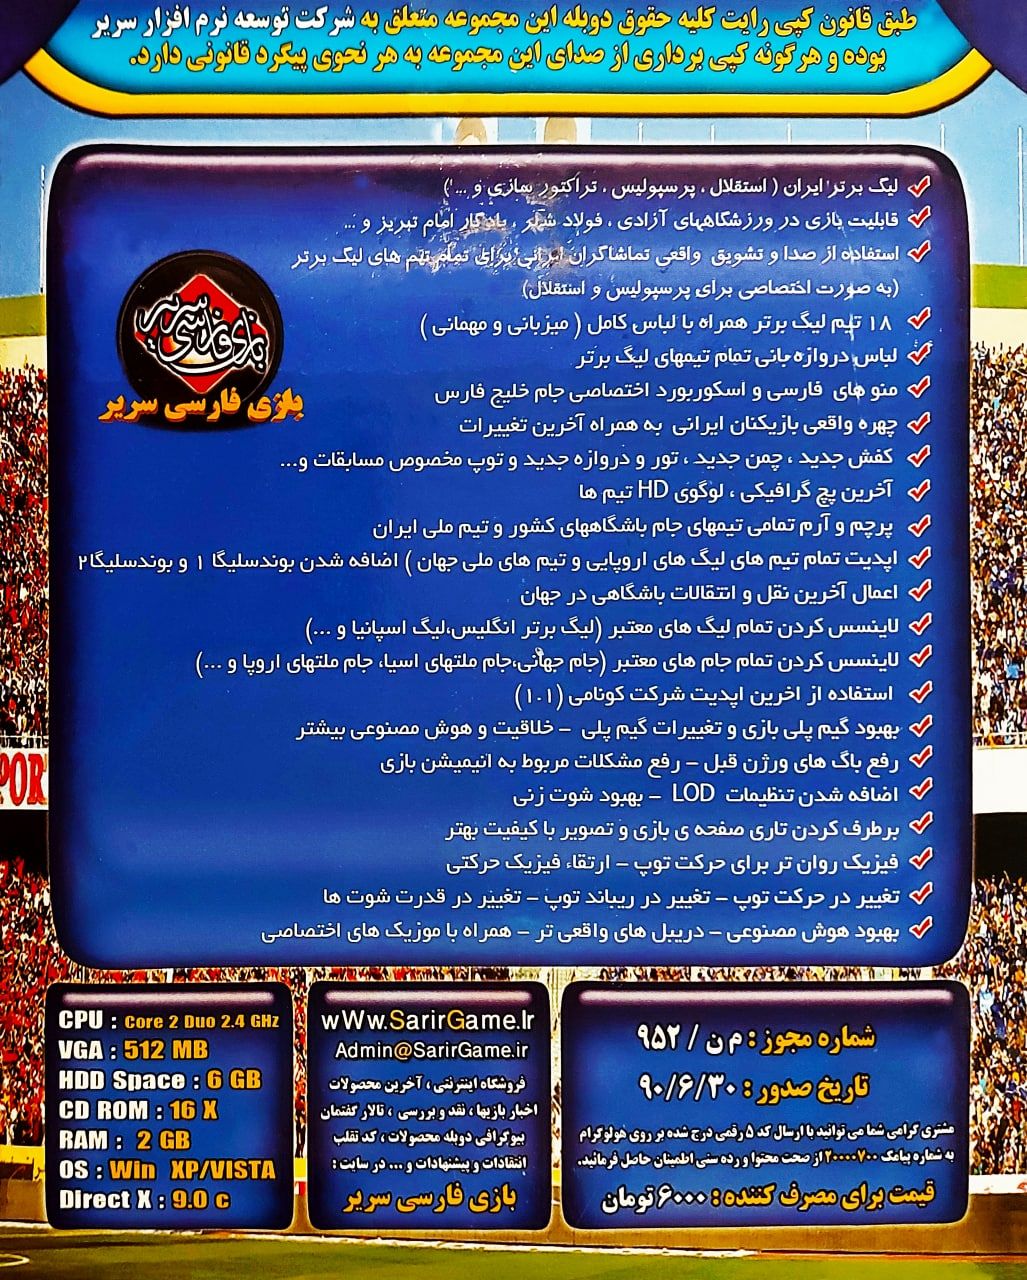 طبق قانون کپی رایت کلیه حقوق دوبله این مجموعه متعلق به شرکت توسعه نرم افزار سریر
بوده و هرگونه کپی برداری از صدای این مجموعه به هر نحوی پیگرد قانونی دارد.
لیگ برتر ایران ( استقلال ، پرسپولیس ، تراکتور سازی و ... )
قابلیت بازی در ورزشگاههای آزادی ، فولاد شهر ، یادگار امام تبریز و ...
استفاده از صدا و تشویق واقعی تماشاگران ایرانی برای تمام تیم های لیگ برتر
(به صورت اختصاصی برای پرسپولیس و استقلال)
۱۸ تیم لیگ برتر همراه با لباس کامل ( میزبانی و مهمانی )
لباس دروازه بانی تمام تیمهای لیگ برتر
منو های فارسی و اسکوربورد اختصاصی جام خلیج فارس
چهره واقعی بازیکنان ایرانی به همراه آخرین تغییرات
کفش جدید ، چمن جدید ، تور و دروازه جدید و توپ مخصوص مسابقات و...
آخرین پچ گرافیکی ، لوگوی HD تیم ها
پرچم و آرم تمامی تیمهای جام باشگاههای کشور و تیم ملی ایران
اپدیت تمام تیم های لیگ های اروپایی و تیم های ملی جهان ) اضافه شدن بوندسلیگا ۱ و بوندسلیگا۲
اعمال آخرین نقل و انتقالات باشگاهی در جهان
لاینسس کردن تمام لیگ های معتبر (لیگ برتر انگلیس،لیگ اسپانیا و ...)
لاینسس کردن تمام جام های معتبر (جام جهانی،جام ملتهای اسیا، جام ملتهای اروپا و ...)
استفاده از اخرین اپدیت شرکت کونامی (۱.۰۱)
بهبود گیم پلی بازی و تغییرات گیم پلی - خلاقیت و هوش مصنوعی بیشتر
رفع باگ های ورژن قبل - رفع مشکلات مربوط به انیمیشن بازی
اضافه شدن تنظیمات LOD - بهبود شوت زنی
برطرف کردن تاری صفحه ی بازی و تصویر با کیفیت بهتر
فیزیک روان تر برای حرکت توپ - ارتقاء فیزیک حرکتی
تغییر در حرکت توپ - تغییر در ریباند توپ - تغییر در قدرت شوت ها
بهبود هوش مصنوعی - دریبل های واقعی تر - همراه با موزیک های اختصاصی
بازی فارسی سریر
بازی فارسی سریر
شماره مجوز : م ن / ۹۵۲
تاریخ صدور : ۹۰/۶/۳۰
مشتری گرامی شما می توانید با ارسال کد ۵ رقمی درج شده بر روی هولوگرام
به شماره پیامک ۲۰۰۰۰۷۰۰ از صحت محتوا و رده سنی اطمینان حاصل فرمائید.
قیمت برای مصرف کننده : ۶۰۰۰ تومان
wWw.SarirGame.Ir
Admin@SarirGame.ir
فروشگاه اینترنتی ، آخرین محصولات
اخبار بازیها ، نقد و بررسی ، تالار گفتمان
بیوگرافی دوبله محصولات ، کد تقلب
انتقادات و پیشنهادات و ... در سایت :
بازی فارسی سریر
CPU : Core 2 Duo 2.4 GHz
VGA : 512 MB
HDD Space : 6 GB
CD ROM : 16 X
RAM : 2 GB
OS : Win XP/VISTA
Direct X : 9.0 c
POR